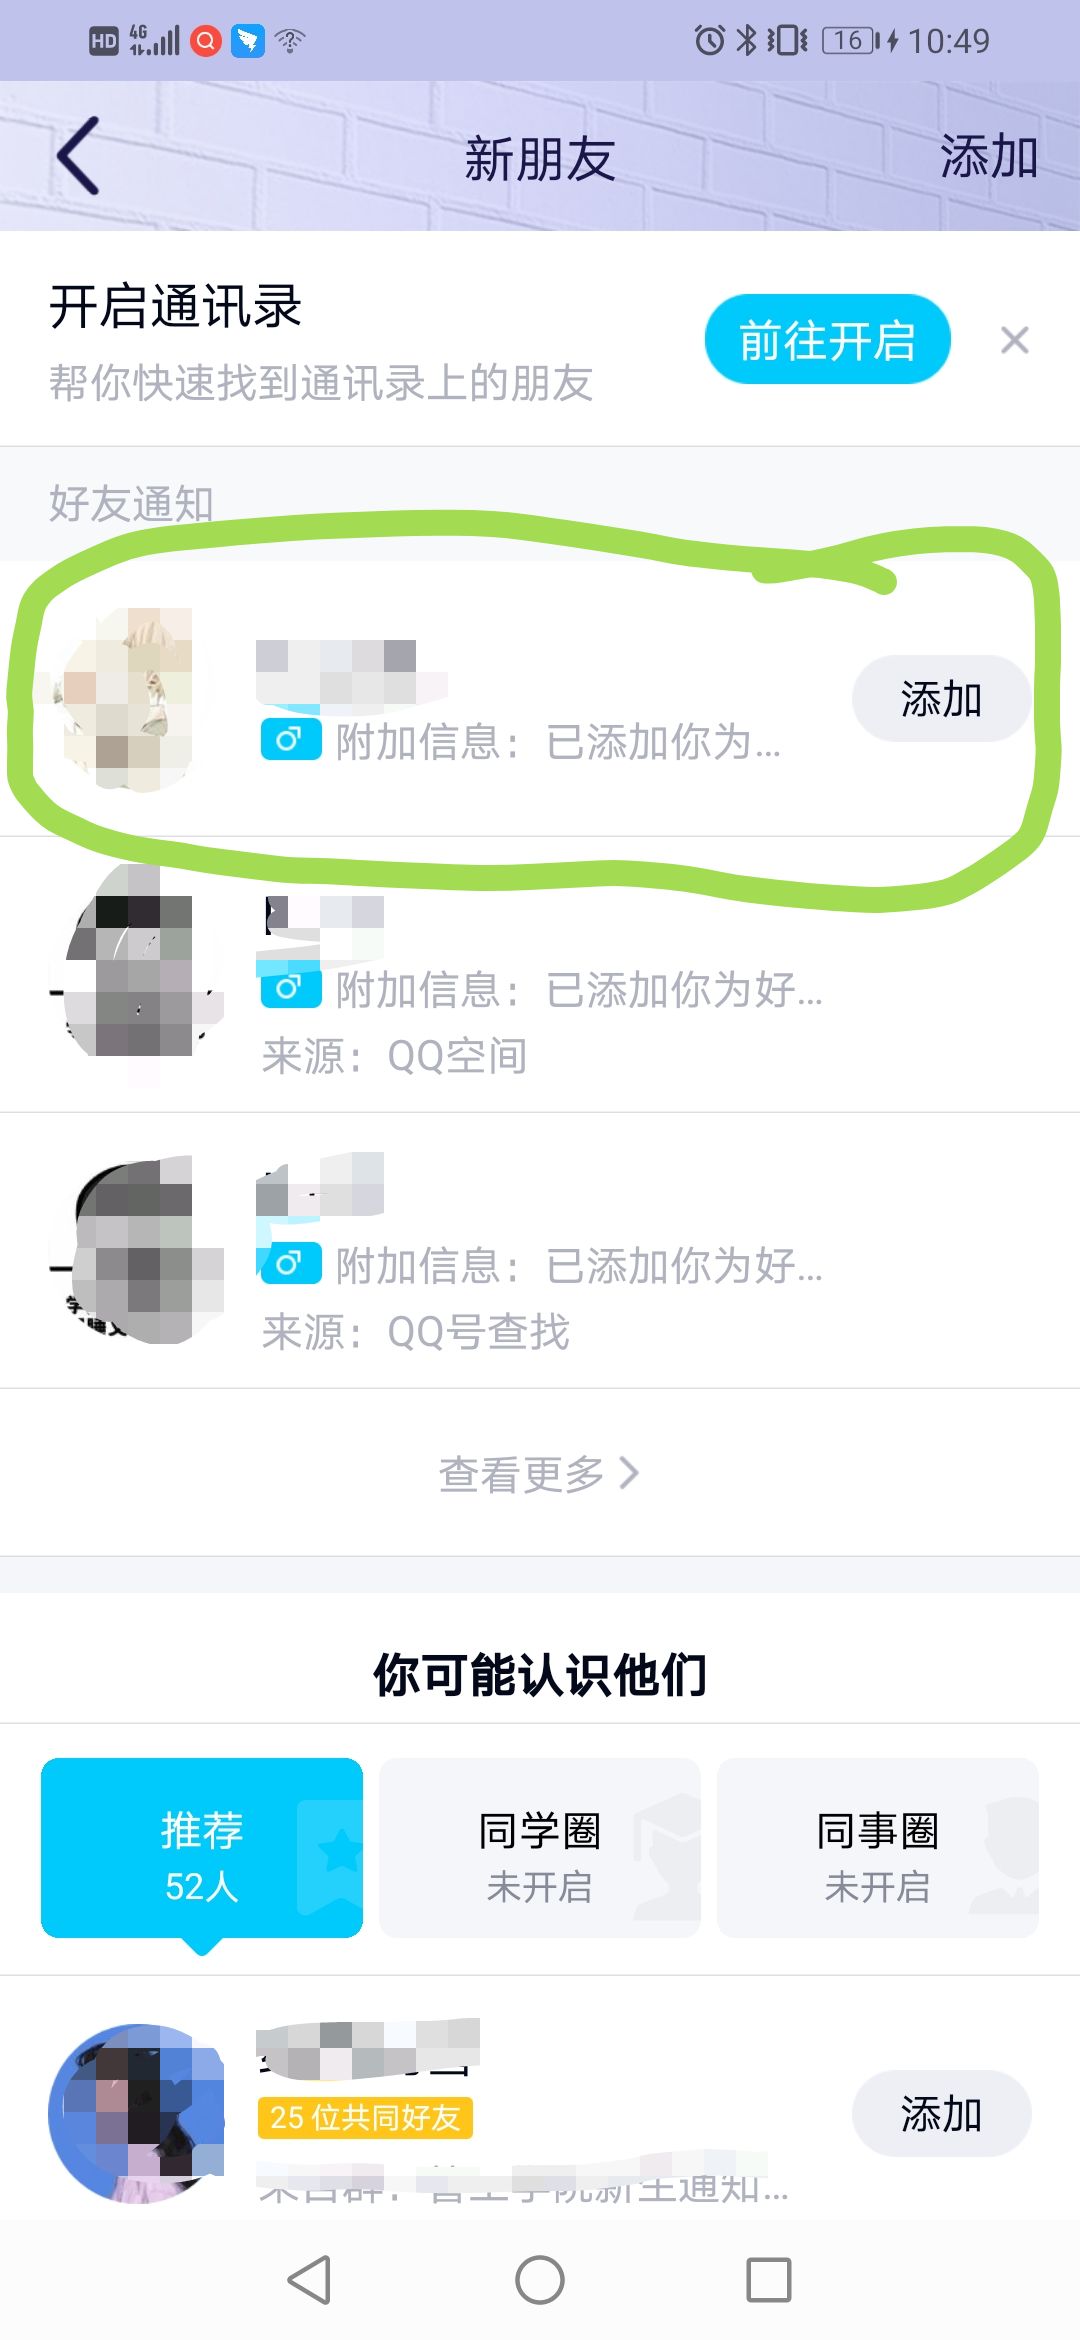 HD 4G 16 10:49
新朋友 添加
开启通讯录
帮你快速找到通讯录上的朋友
前往开启
好友通知
附加信息：已添加你为...
添加
附加信息：已添加你为好...
来源：QQ空间
附加信息：已添加你为好...
来源：QQ号查找
查看更多
你可能认识他们
推荐
52人
同学圈
未开启
同事圈
未开启
25 位共同好友
添加
学院新生通知...